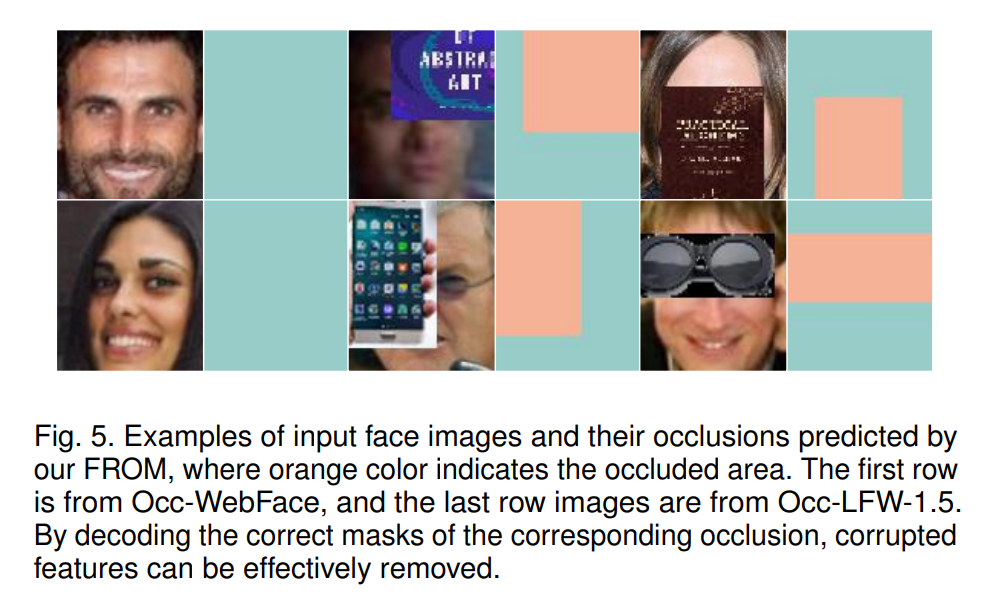 BY
ABSTRAC
ART
Fig. 5. Examples of input face images and their occlusions predicted by
our FROM, where orange color indicates the occluded area. The first row
is from Occ-WebFace, and the last row images are from Occ-LFW-1.5.
By decoding the correct masks of the corresponding occlusion, corrupted
features can be effectively removed.